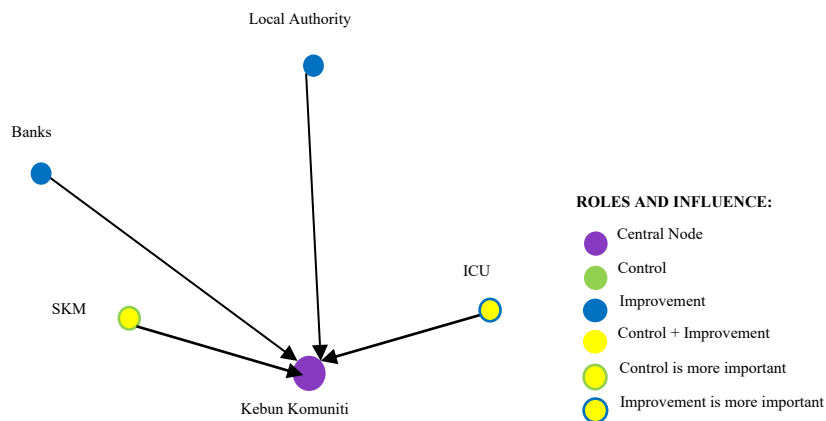 Local Authority
Banks
SKM
ICU
Kebun Komuniti
ROLES AND INFLUENCE:
Central Node
Control
Improvement
Control + Improvement
Control is more important
Improvement is more important